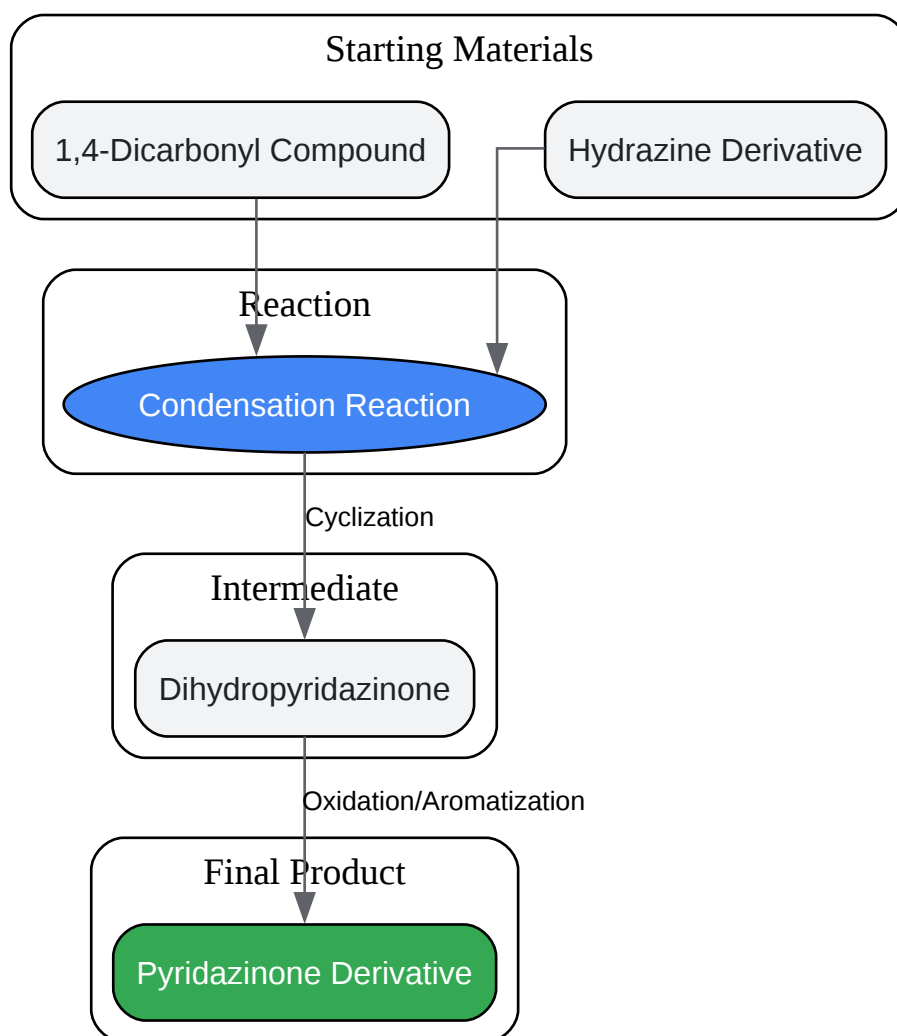 Starting Materials
1,4-Dicarbonyl Compound
Hydrazine Derivative
Reaction
Condensation Reaction
Cyclization
Intermediate
Dihydropyridazinone
Oxidation/Aromatization
Final Product
Pyridazinone Derivative